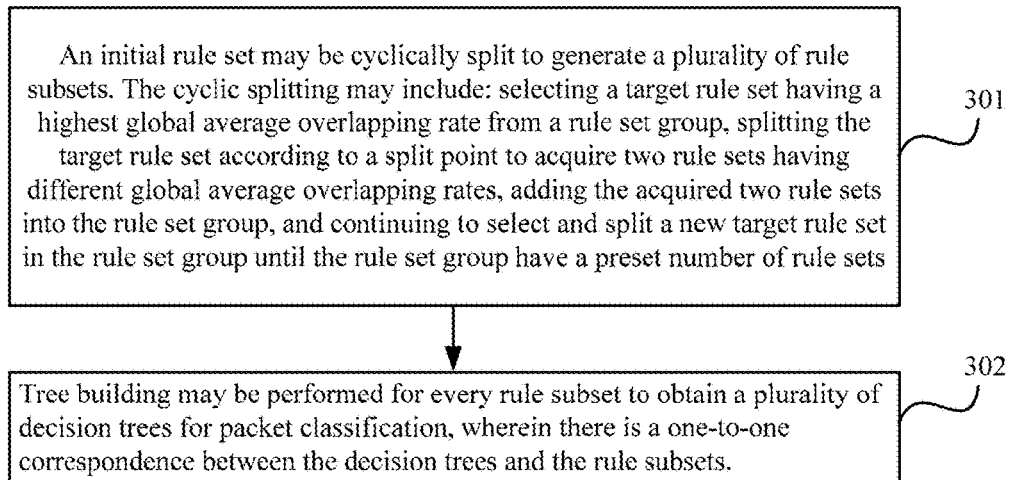 An initial rule set may be cyclically split to generate a plurality of rule
subsets. The cyclic splitting may include: selecting a target rule set having a
highest global average overlapping rate from a rule set group, splitting the
target rule set according to a split point to acquire two rule sets having
different global average overlapping rates, adding the acquired two rule sets
into the rule set group, and continuing to select and split a new target rule set
in the rule set group until the rule set group have a preset number of rule sets
301
302
Tree building may be performed for every rule subset to obtain a plurality of
decision trees for packet classification, wherein there is a one-to-one
correspondence between the decision trees and the rule subsets.